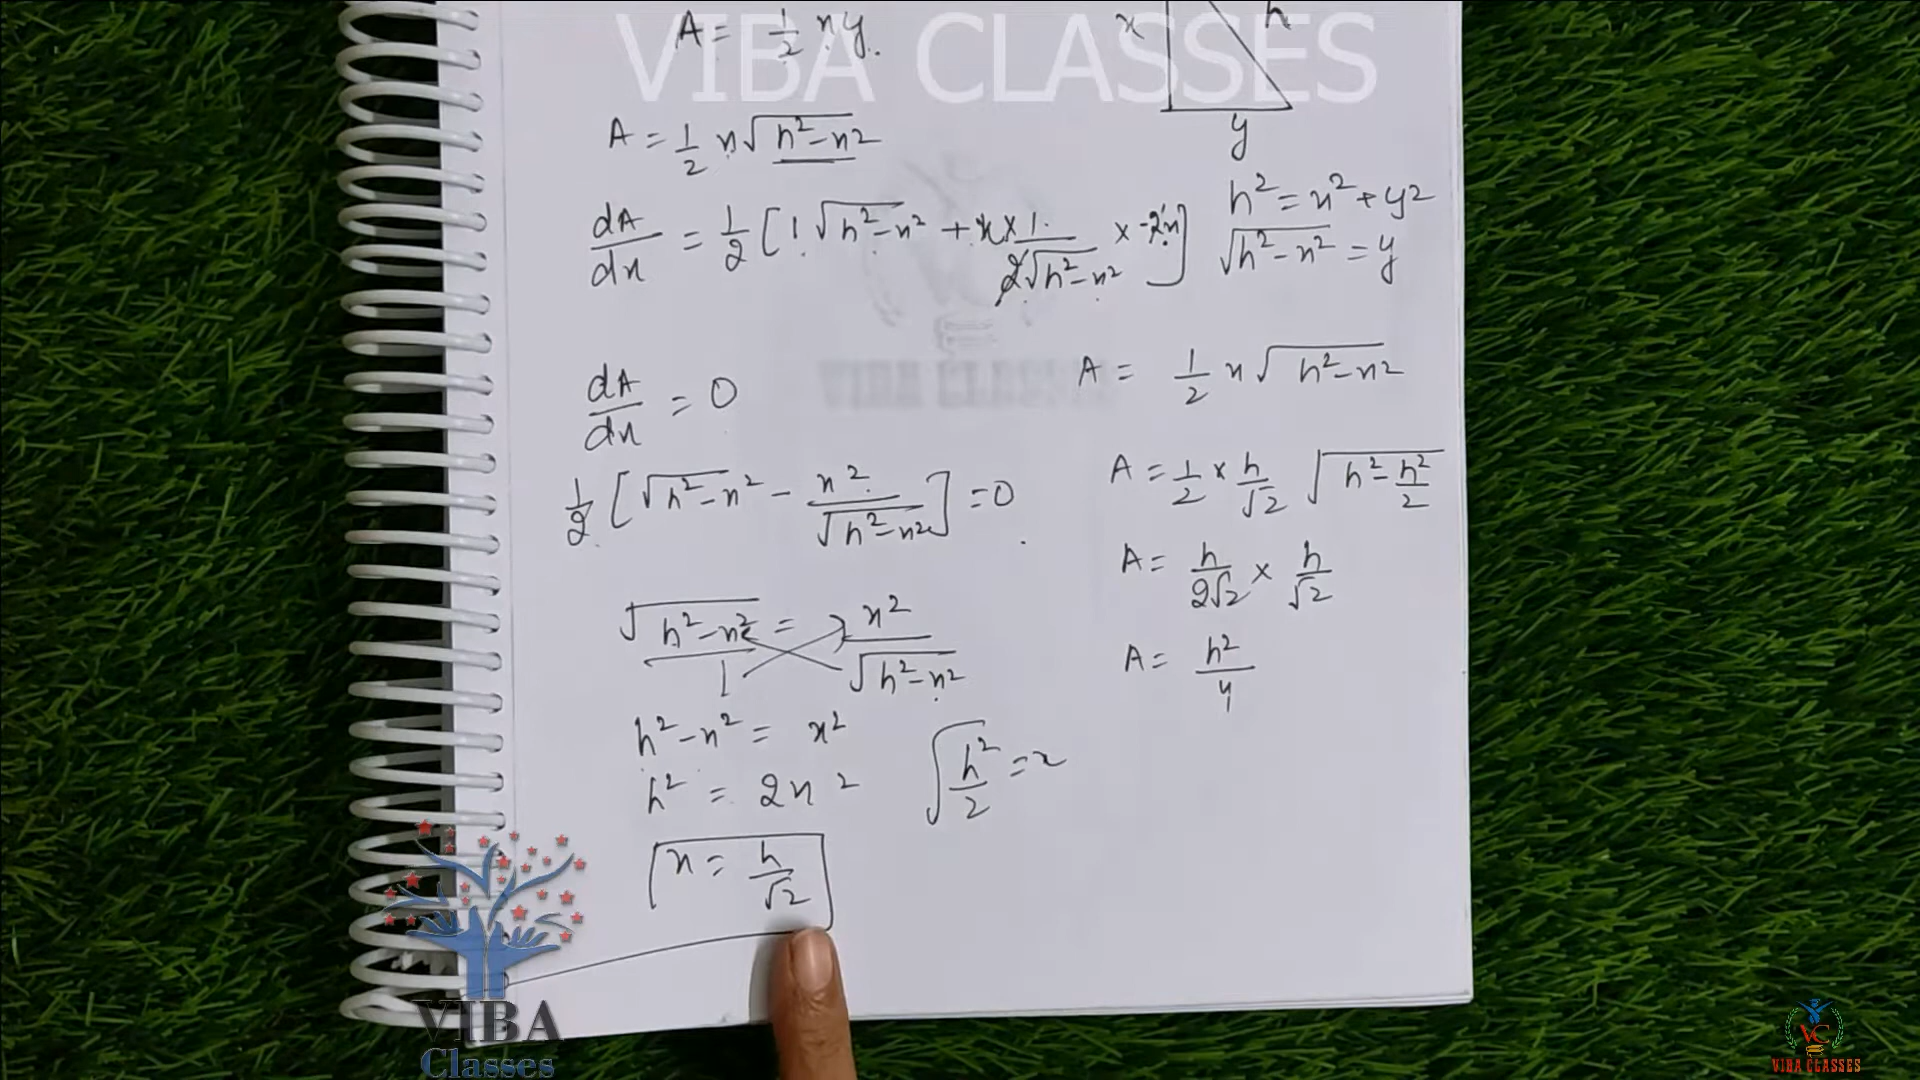 VIBA CLASSES
A = 1/2 xy.
x
h
y
A = 1/2 x√(h²-x²)
h² = x² + y²
√(h²-x²) = y
dA/dx = 1/2 [1.√(h²-x²) + x × 1/(2√(h²-x²)) × -2x]
dA/dx = 0
1/2 [√(h²-x²) - x²/√(h²-x²)] = 0
√(h²-x²)/1 = x²/√(h²-x²)
h²-x² = x²
h² = 2x²
√(h²/2) = x
x = h/√2
A = 1/2 x√(h²-x²)
A = 1/2 × h/√2 √(h²-h²/2)
A = h/2√2 × h/√2
A = h²/4
VIBA CLASSES
VIBA
Classes
VC
VIBA CLASSES